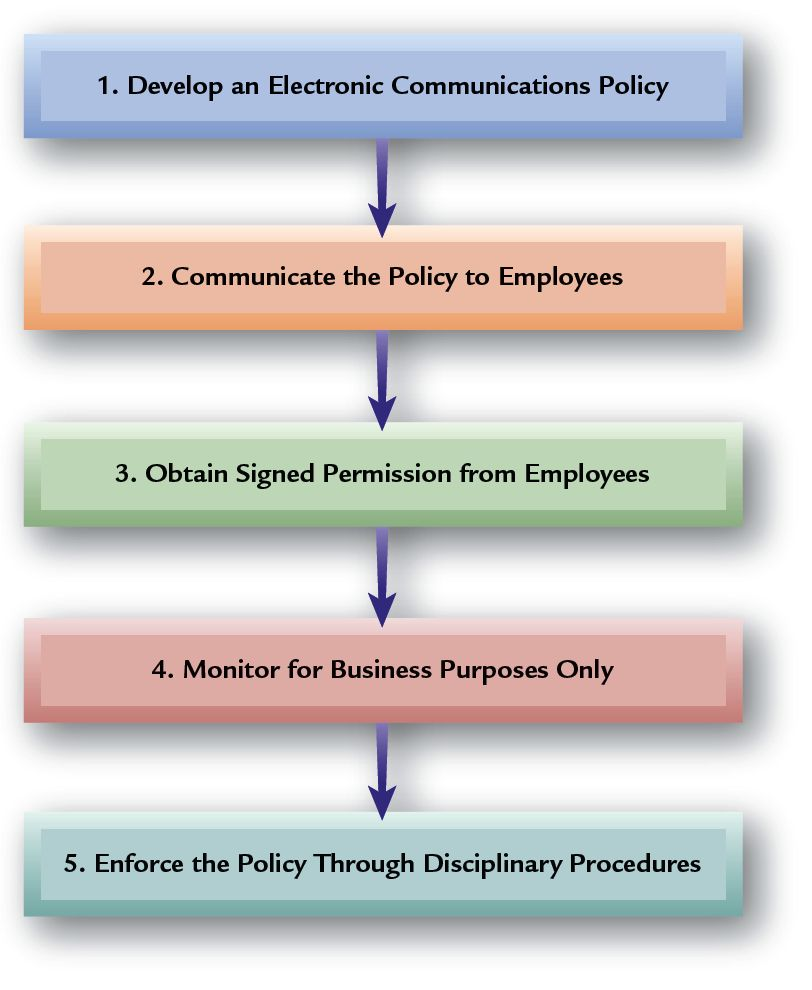 1. Develop an Electronic Communications Policy
2. Communicate the Policy to Employees
3. Obtain Signed Permission from Employees
4. Monitor for Business Purposes Only
5. Enforce the Policy Through Disciplinary Procedures